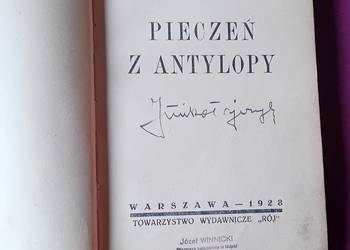 PIECZEŃ
Z ANTYLOPY
WARSZAWA—1928
TOWARZYSTWO WYDAWNICZE „RÓJ"
Józef WINNICKI